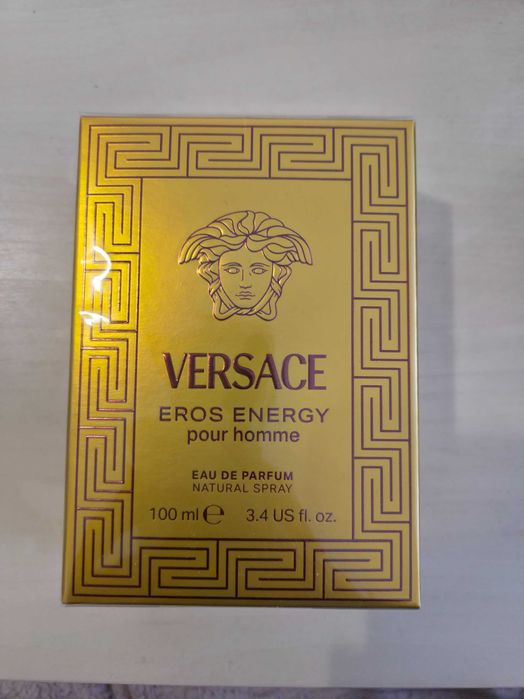 VERSACE
EROS ENERGY
pour homme
EAU DE PARFUM
NATURAL SPRAY
100 ml ℮ 3.4 US fl. oz.